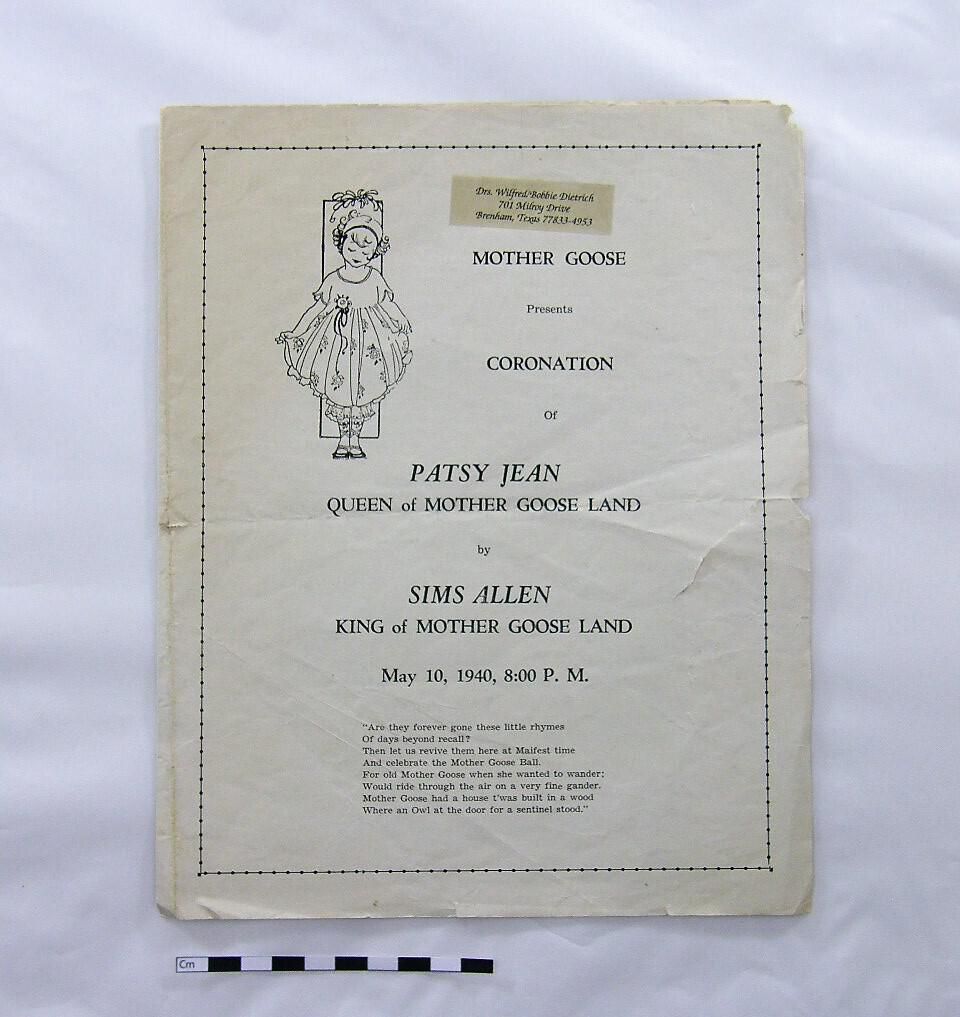 Drs. Wilfred/Bobbie Dietrich
701 Milroy Drive
Brenham, Texas 77833-4953
MOTHER GOOSE
Presents
CORONATION
Of
PATSY JEAN
QUEEN of MOTHER GOOSE LAND
by
SIMS ALLEN
KING of MOTHER GOOSE LAND
May 10, 1940, 8:00 P. M.
"Are they forever gone these little rhymes
Of days beyond recall?
Then let us revive them here at Maifest time
And celebrate the Mother Goose Ball.
For old Mother Goose when she wanted to wander;
Would ride through the air on a very fine gander.
Mother Goose had a house t'was built in a wood
Where an Owl at the door for a sentinel stood."
Cm